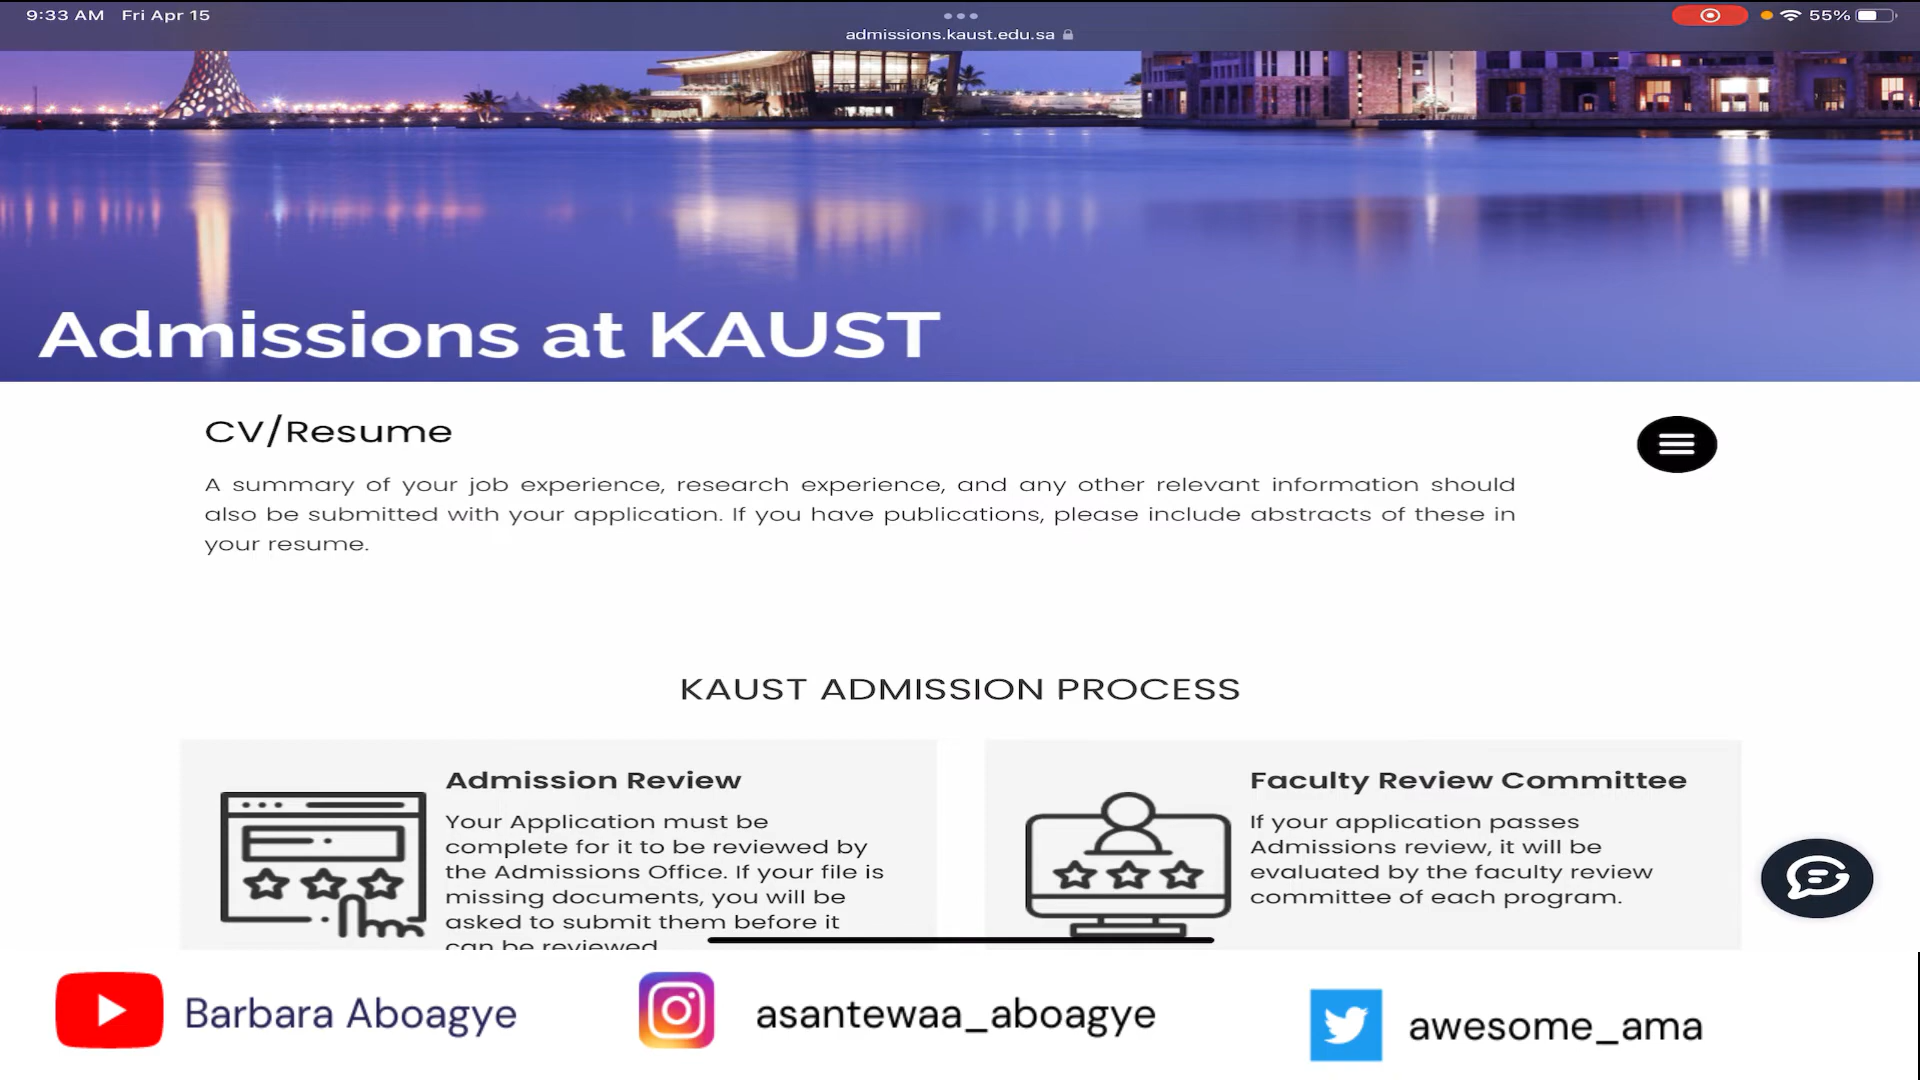 9:33 AM Fri Apr 15
admissions.kaust.edu.sa
55%
Admissions at KAUST
CV/Resume
A summary of your job experience, research experience, and any other relevant information should
also be submitted with your application. If you have publications, please include abstracts of these in
your resume.
KAUST ADMISSION PROCESS
Admission Review
Your Application must be
complete for it to be reviewed by
the Admissions Office. If your file is
missing documents, you will be
asked to submit them before it
can be reviewed
Faculty Review Committee
If your application passes
Admissions review, it will be
evaluated by the faculty review
committee of each program.
Barbara Aboagye
asantewaa_aboagye
awesome_ama